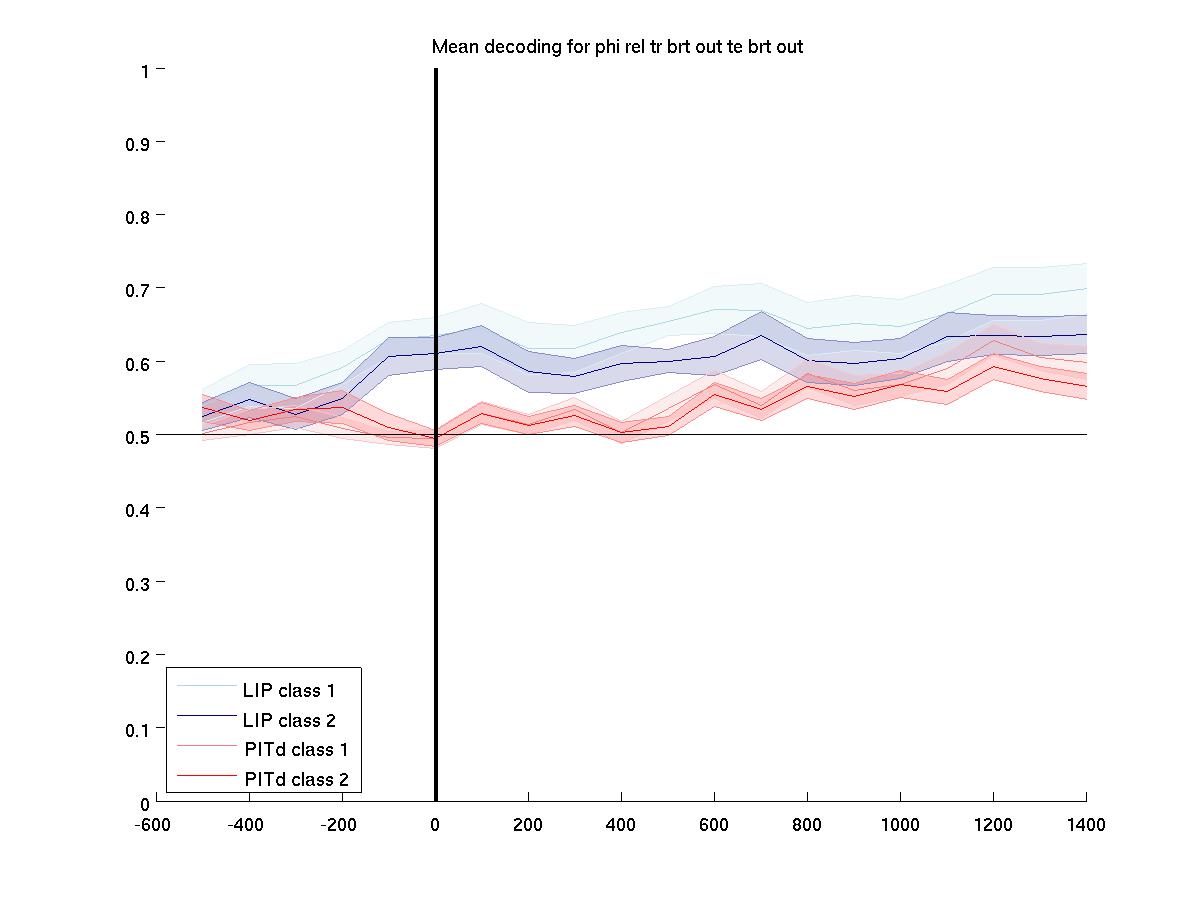 Mean decoding for phi rel tr brt out te brt out
1
0.9
0.8
0.7
0.6
0.5
0.4
0.3
0.2
0.1
0
LIP class 1
LIP class 2
PITd class 1
PITd class 2
-600 -400 -200 0 200 400 600 800 1000 1200 1400